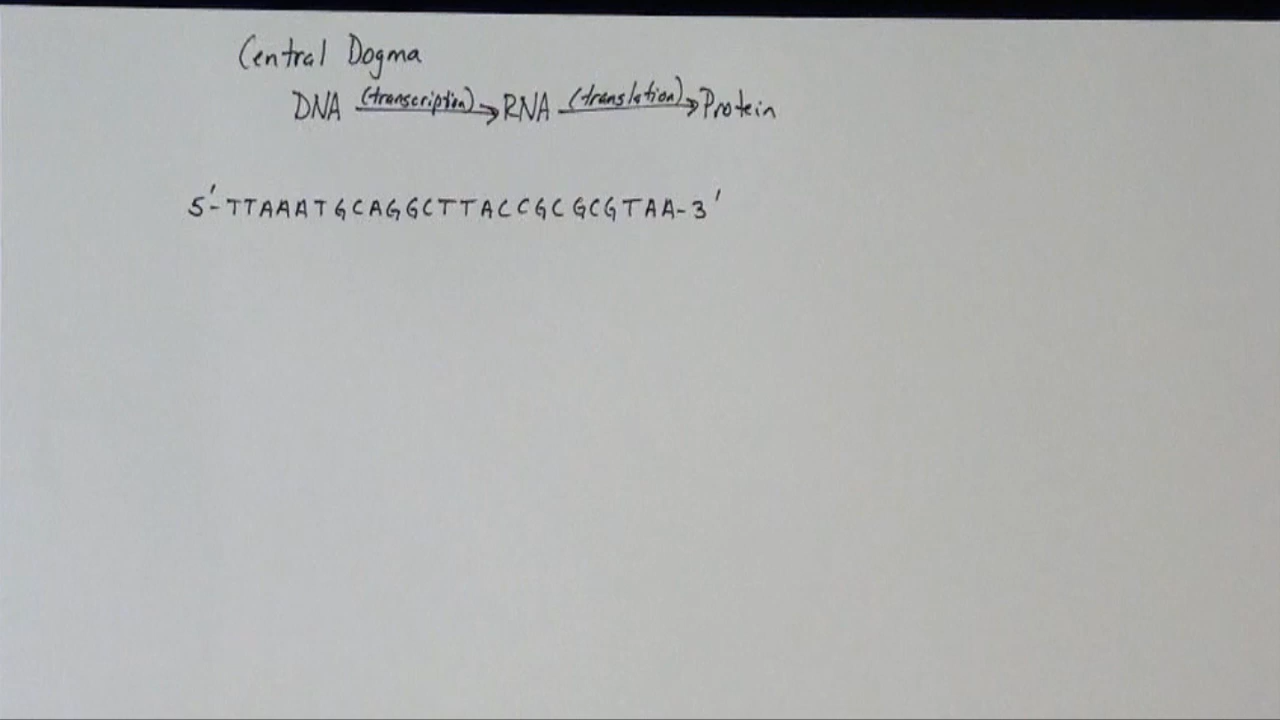 Central Dogma
DNA (transcription)→ RNA (translation)→ Protein
5'-TTAAATGCAGGCTTACCGCGCGTAA-3'